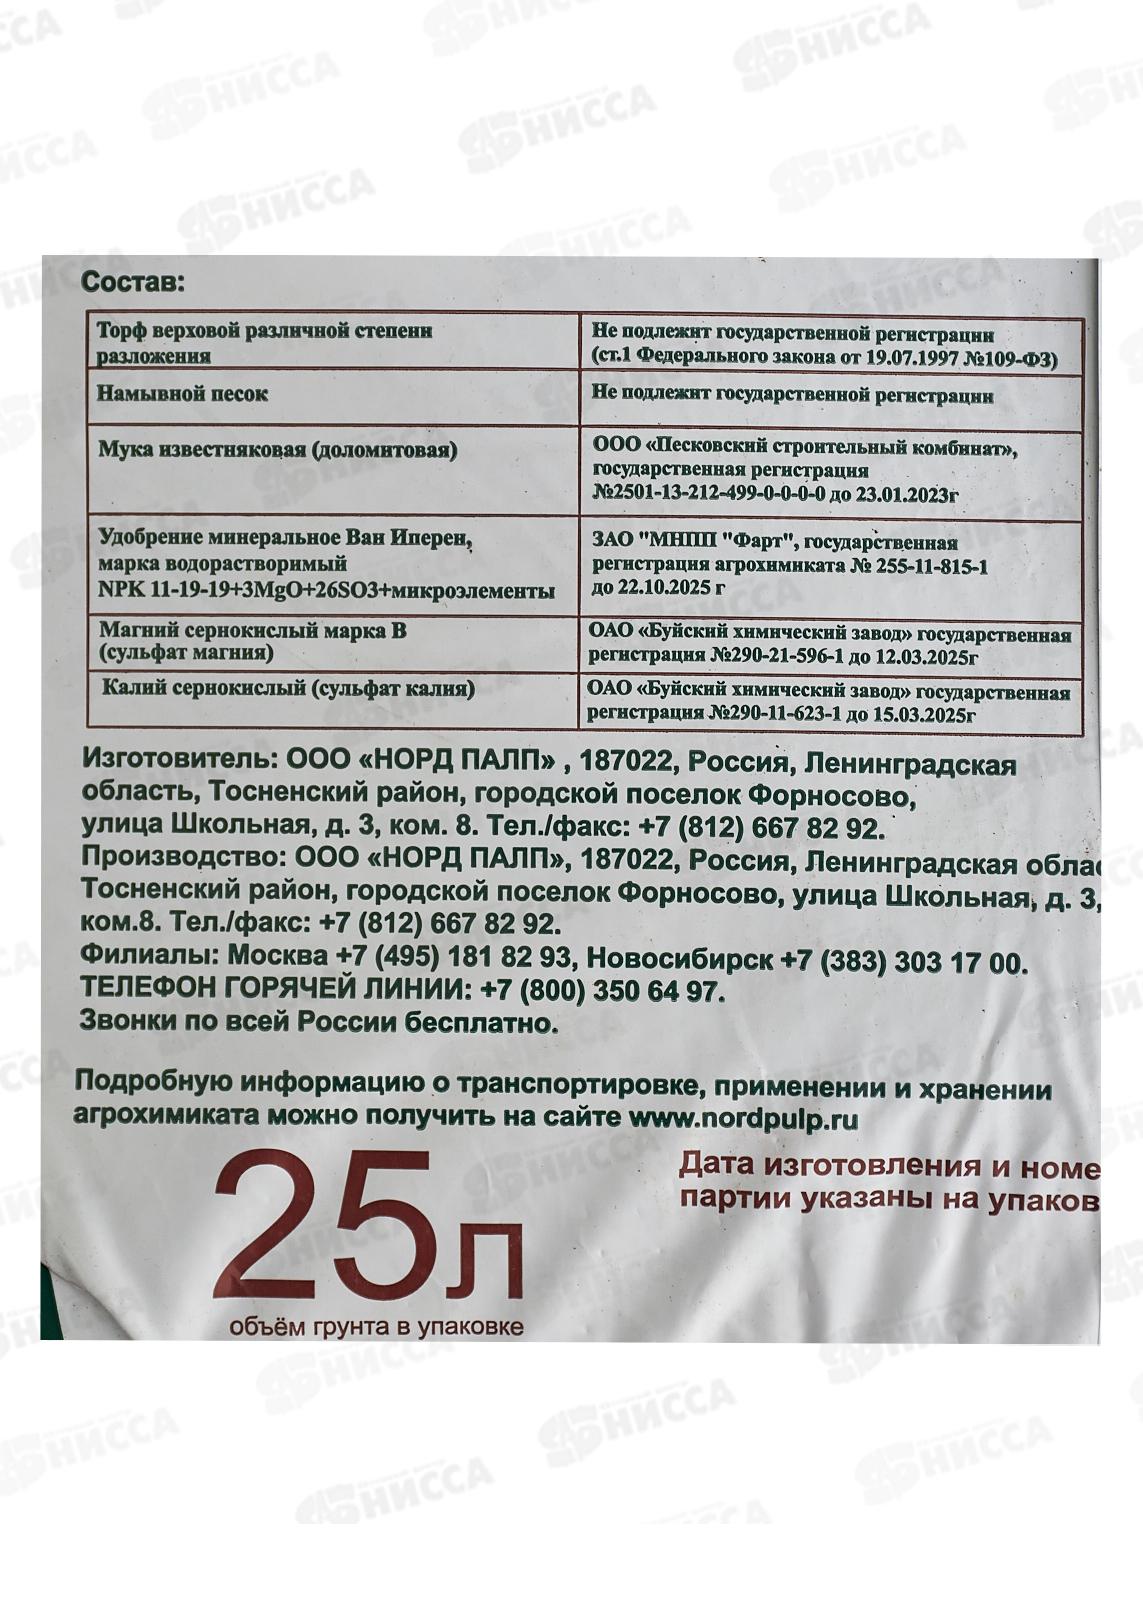 Состав:
Торф верховой различной степени
разложения
Не подлежит государственной регистрации
(ст.1 Федерального закона от 19.07.1997 №109-ФЗ)
Намывной песок
Не подлежит государственной регистрации
Мука известняковая (доломитовая)
ООО «Песковский строительный комбинат»,
государственная регистрация
№2501-13-212-499-0-0-0-0 до 23.01.2023г
Удобрение минеральное Ван Иперен,
марка водорастворимый
NPK 11-19-19+3MgO+26SO3+микроэлементы
ЗАО "МНПП "Фарт", государственная
регистрация агрохимиката № 255-11-815-1
до 22.10.2025 г
Магний сернокислый марка В
(сульфат магния)
ОАО «Буйский химический завод» государственная
регистрация №290-21-596-1 до 12.03.2025г
Калий сернокислый (сульфат калия)
ОАО «Буйский химический завод» государственная
регистрация №290-11-623-1 до 15.03.2025г
Изготовитель: ООО «НОРД ПАЛП» , 187022, Россия, Ленинградская
область, Тосненский район, городской поселок Форносово,
улица Школьная, д. 3, ком. 8. Тел./факс: +7 (812) 667 82 92.
Производство: ООО «НОРД ПАЛП», 187022, Россия, Ленинградская облас
Тосненский район, городской поселок Форносово, улица Школьная, д. 3,
ком.8. Тел./факс: +7 (812) 667 82 92.
Филиалы: Москва +7 (495) 181 82 93, Новосибирск +7 (383) 303 17 00.
ТЕЛЕФОН ГОРЯЧЕЙ ЛИНИИ: +7 (800) 350 64 97.
Звонки по всей России бесплатно.
Подробную информацию о транспортировке, применении и хранении
агрохимиката можно получить на сайте www.nordpulp.ru
25л
объём грунта в упаковке
Дата изготовления и номе
партии указаны на упаков